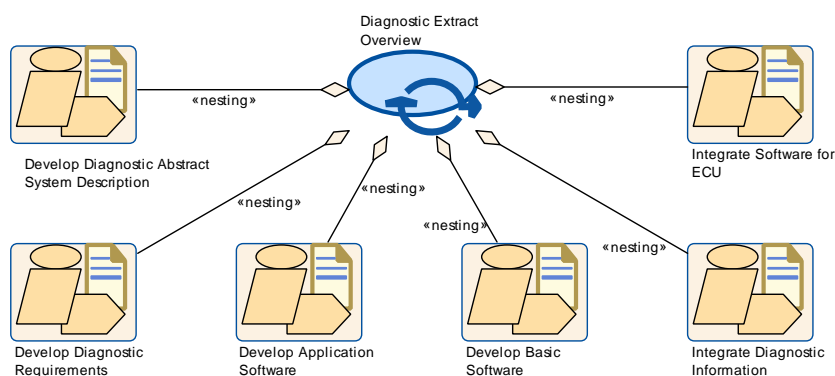 Diagnostic Extract
Overview
«nesting»
«nesting»
Develop Diagnostic Abstract
System Description
Integrate Software for
ECU
«nesting»
«nesting»
«nesting»
«nesting»
Develop Diagnostic
Requirements
Develop Application
Software
Develop Basic
Software
Integrate Diagnostic
Information